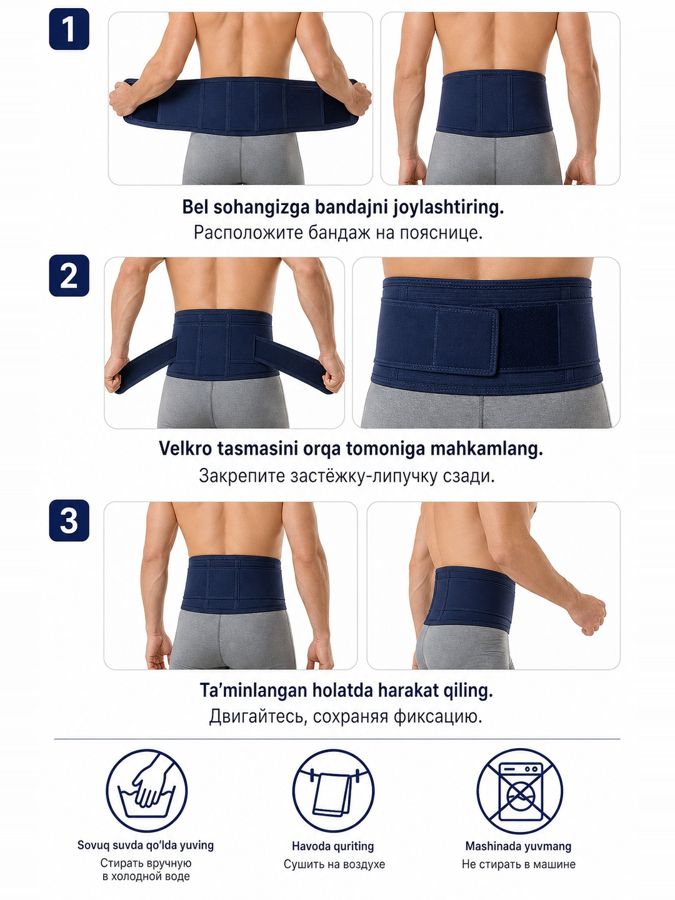 1
Bel sohangizga bandajni joylashtiring.
Расположите бандаж на пояснице.
2
Velkro tasmasini orqa tomoniga mahkamlang.
Закрепите застёжку-липучку сзади.
3
Ta’minlangan holatda harakat qiling.
Двигайтесь, сохраняя фиксацию.
Sovuq suvda qo‘lda yuving
Стирать вручную
в холодной воде
Havoda quriting
Сушить на воздухе
Mashinada yuvmang
Не стирать в машине